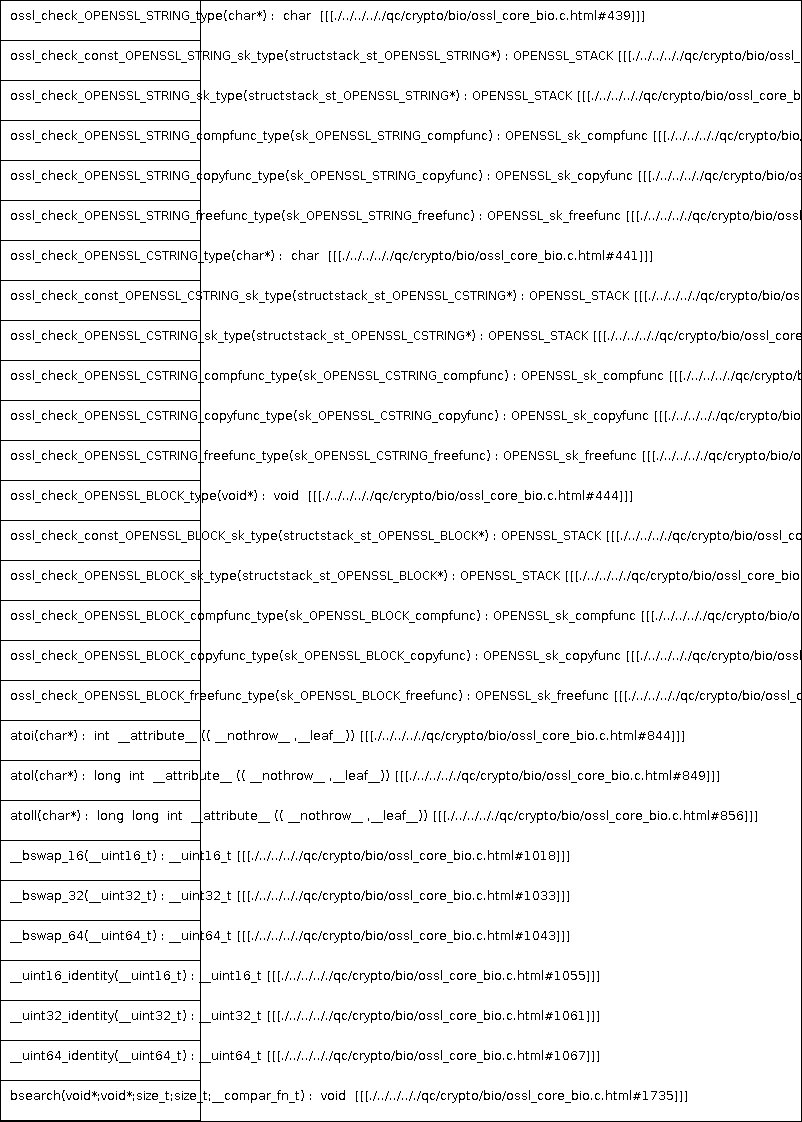 ossl_check_OPENSSL_STRING_type(char*) : char [[[./../../../qc/crypto/bio/ossl_core_bio.c.html#439]]]
ossl_check_const_OPENSSL_STRING_sk_type(structstack_st_OPENSSL_STRING*) : OPENSSL_STACK [[[./../../../qc/crypto/bio/ossl_
ossl_check_OPENSSL_STRING_sk_type(structstack_st_OPENSSL_STRING*) : OPENSSL_STACK [[[./../../../qc/crypto/bio/ossl_core_b
ossl_check_OPENSSL_STRING_compfunc_type(sk_OPENSSL_STRING_compfunc) : OPENSSL_sk_compfunc [[[./../../../qc/crypto/bio/
ossl_check_OPENSSL_STRING_copyfunc_type(sk_OPENSSL_STRING_copyfunc) : OPENSSL_sk_copyfunc [[[./../../../qc/crypto/bio/os
ossl_check_OPENSSL_STRING_freefunc_type(sk_OPENSSL_STRING_freefunc) : OPENSSL_sk_freefunc [[[./../../../qc/crypto/bio/ossl
ossl_check_OPENSSL_CSTRING_type(char*) : char [[[./../../../qc/crypto/bio/ossl_core_bio.c.html#441]]]
ossl_check_const_OPENSSL_CSTRING_sk_type(structstack_st_OPENSSL_CSTRING*) : OPENSSL_STACK [[[./../../../qc/crypto/bio/os
ossl_check_OPENSSL_CSTRING_sk_type(structstack_st_OPENSSL_CSTRING*) : OPENSSL_STACK [[[./../../../qc/crypto/bio/ossl_core
ossl_check_OPENSSL_CSTRING_compfunc_type(sk_OPENSSL_CSTRING_compfunc) : OPENSSL_sk_compfunc [[[./../../../qc/crypto/b
ossl_check_OPENSSL_CSTRING_copyfunc_type(sk_OPENSSL_CSTRING_copyfunc) : OPENSSL_sk_copyfunc [[[./../../../qc/crypto/bio
ossl_check_OPENSSL_CSTRING_freefunc_type(sk_OPENSSL_CSTRING_freefunc) : OPENSSL_sk_freefunc [[[./../../../qc/crypto/bio/o
ossl_check_OPENSSL_BLOCK_type(void*) : void [[[./../../../qc/crypto/bio/ossl_core_bio.c.html#444]]]
ossl_check_const_OPENSSL_BLOCK_sk_type(structstack_st_OPENSSL_BLOCK*) : OPENSSL_STACK [[[./../../../qc/crypto/bio/ossl_co
ossl_check_OPENSSL_BLOCK_sk_type(structstack_st_OPENSSL_BLOCK*) : OPENSSL_STACK [[[./../../../qc/crypto/bio/ossl_core_bio
ossl_check_OPENSSL_BLOCK_compfunc_type(sk_OPENSSL_BLOCK_compfunc) : OPENSSL_sk_compfunc [[[./../../../qc/crypto/bio/o
ossl_check_OPENSSL_BLOCK_copyfunc_type(sk_OPENSSL_BLOCK_copyfunc) : OPENSSL_sk_copyfunc [[[./../../../qc/crypto/bio/ossl
ossl_check_OPENSSL_BLOCK_freefunc_type(sk_OPENSSL_BLOCK_freefunc) : OPENSSL_sk_freefunc [[[./../../../qc/crypto/bio/ossl_c
atoi(char*) : int __attribute__ (( __nothrow__ ,__leaf__)) [[[./../../../qc/crypto/bio/ossl_core_bio.c.html#844]]]
atol(char*) : long int __attribute__ (( __nothrow__ ,__leaf__)) [[[./../../../qc/crypto/bio/ossl_core_bio.c.html#849]]]
atoll(char*) : long long int __attribute__ (( __nothrow__ ,__leaf__)) [[[./../../../qc/crypto/bio/ossl_core_bio.c.html#856]]]
__bswap_16(__uint16_t) : __uint16_t [[[./../../../qc/crypto/bio/ossl_core_bio.c.html#1018]]]
__bswap_32(__uint32_t) : __uint32_t [[[./../../../qc/crypto/bio/ossl_core_bio.c.html#1033]]]
__bswap_64(__uint64_t) : __uint64_t [[[./../../../qc/crypto/bio/ossl_core_bio.c.html#1043]]]
__uint16_identity(__uint16_t) : __uint16_t [[[./../../../qc/crypto/bio/ossl_core_bio.c.html#1055]]]
__uint32_identity(__uint32_t) : __uint32_t [[[./../../../qc/crypto/bio/ossl_core_bio.c.html#1061]]]
__uint64_identity(__uint64_t) : __uint64_t [[[./../../../qc/crypto/bio/ossl_core_bio.c.html#1067]]]
bsearch(void*;void*;size_t;size_t;__compar_fn_t) : void [[[./../../../qc/crypto/bio/ossl_core_bio.c.html#1735]]]